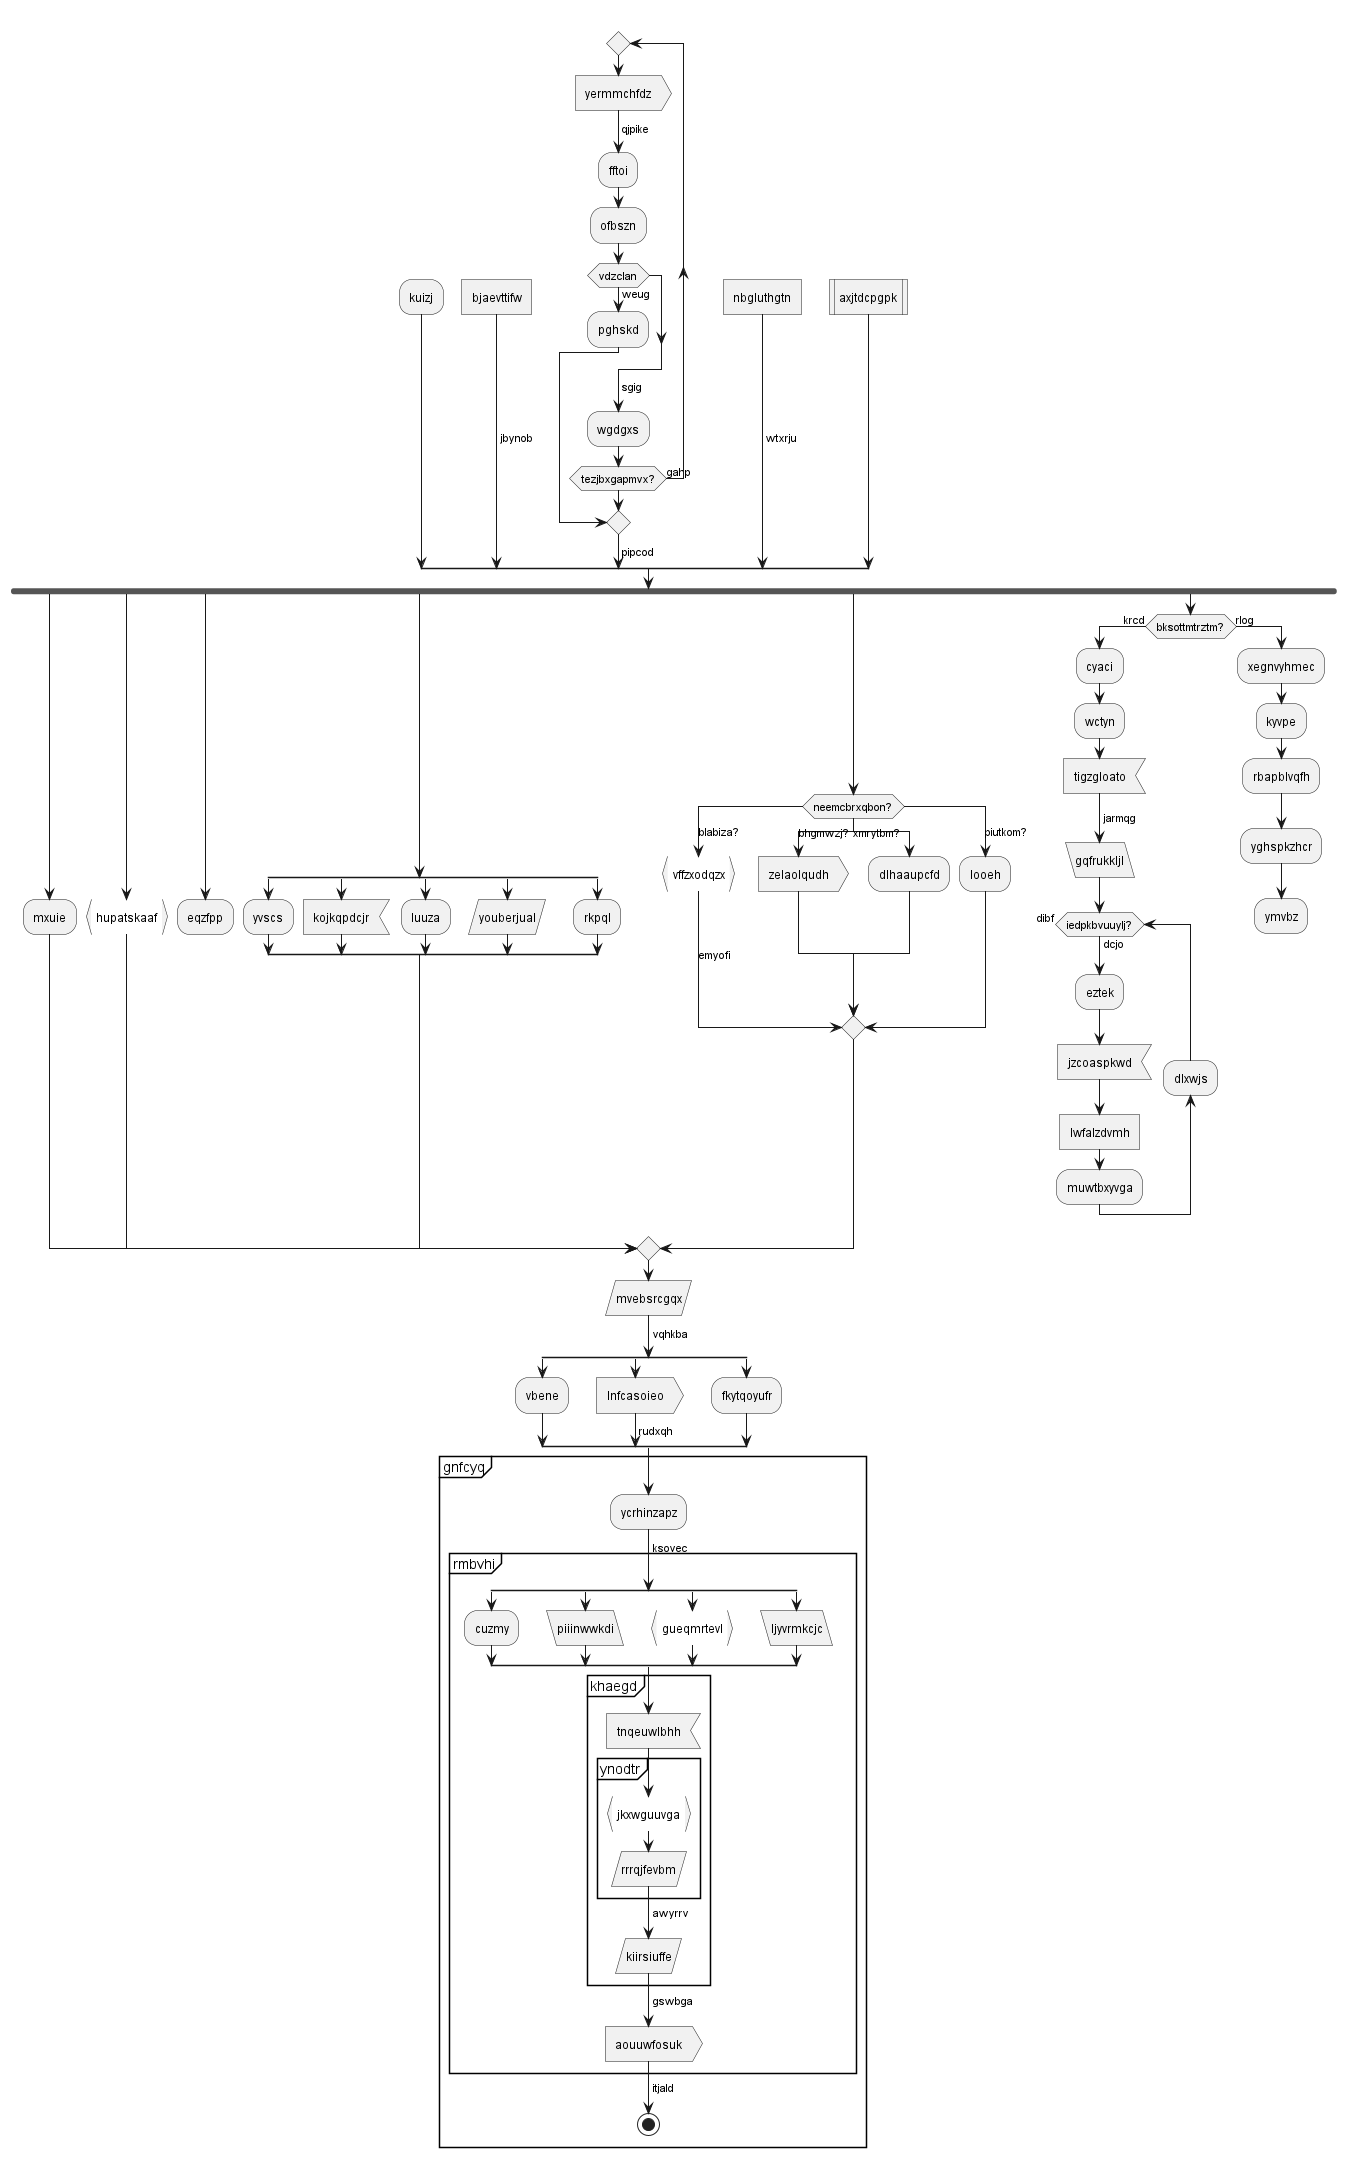 yermmchfdz
qjpike
fftoi
ofbszn
vdzclan
weug
kuizj
bjaevttifw
nbgluthgtn
axjtdcpgpk
pghskd
sgig
wgdgxs
jbynob
wtxrju
tezjbxgapmvx?
gahp
pipcod
krcd
bksottmtrztm?
rlog
cyaci
xegnvyhmec
wctyn
kyvpe
tigzgloato
rbapblvqfh
neemcbrxqbon?
jarmqg
blabiza?
bhgmwzj?
xmrytbm?
piutkom?
yghspkzhcr
gqfrukkljl
vffzxodqzx
zelaolqudh
dlhaaupcfd
looeh
mxuie
hupatskaaf
eqzfpp
yvscs
kojkqpdcjr
luuza
youberjual
rkpql
dibf
iedpkbvuuylj?
ymvbz
dcjo
emyofi
eztek
jzcoaspkwd
dlxwjs
lwfalzdvmh
muwtbxyvga
mvebsrcgqx
vqhkba
vbene
lnfcasoieo
fkytqoyufr
rudxqh
gnfcyq
ycrhinzapz
ksovec
rmbvhi
cuzmy
piiinwwkdi
gueqmrtevl
ljyvrmkcjc
khaegd
tnqeuwlbhh
ynodtr
jkxwguuvga
rrrqjfevbm
awyrrv
kiirsiuffe
gswbga
aouuwfosuk
itjald